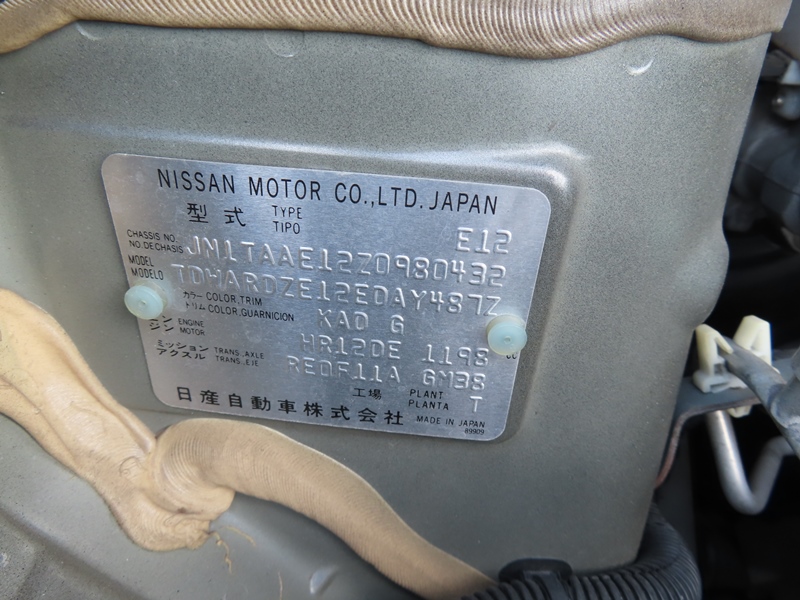 NISSAN MOTOR CO., LTD. JAPAN
型式 TYPE TIPO E12
CHASSIS NO. NO. DE CHASIS JN1TAAE12Z0980432
MODEL MODELO TDWARDZE12EDAY487Z
カラー COLOR, TRIM
トリム COLOR, GUARNICION KAD G
ン ENGINE
ジン MOTOR HR12DE 1198 cc
ミッション TRANS., AXLE
アクスル TRANS., EJE RE0F11A GM38
工場 PLANT PLANTA T
日産自動車株式会社 MADE IN JAPAN
89909